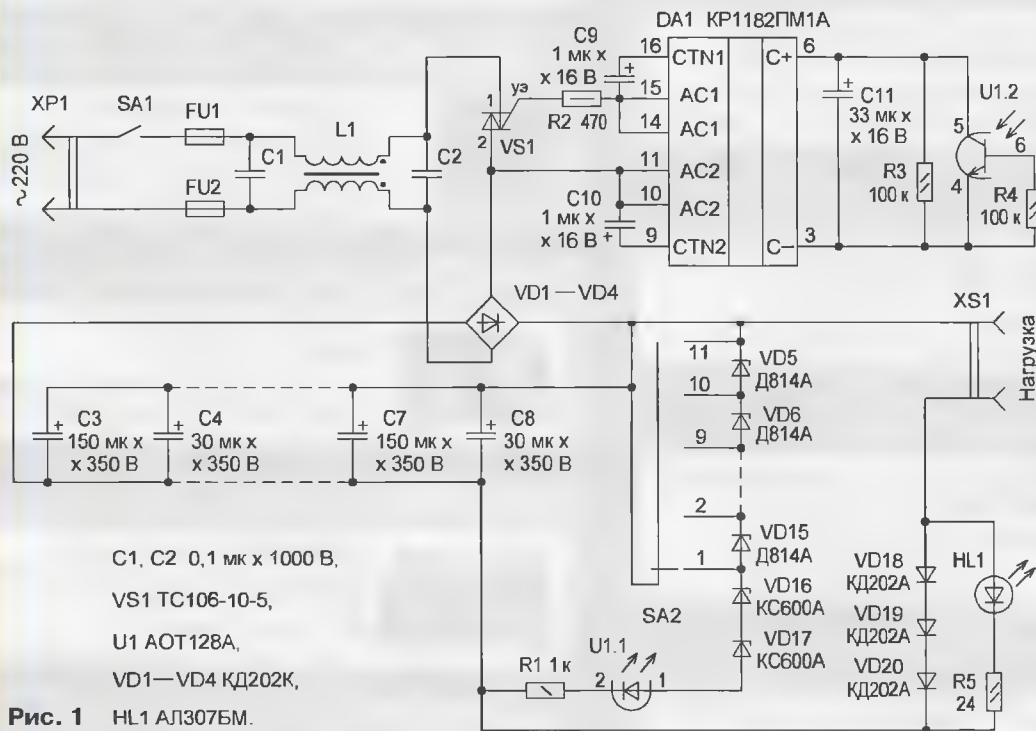 DA1 КР1182ПМ1А
C9
1 мк х
х 16 В
16
CTN1
C+
6
XP1
SA1
FU1
L1
C1
C2
1
уэ
2
VS1
R2 470
15
AC1
14
AC1
C11
33 мк х
х 16 В
U1.2
5
6
4
~220 В
FU2
11
AC2
10
AC2
C10
1 мк х
х 16 В
9
CTN2
C−
3
R3
100 к
R4
100 к
VD1—VD4
XS1
Нагрузка
11
VD5
Д814А
10
VD6
Д814А
9
C3
150 мк х
х 350 В
C4
30 мк х
х 350 В
C7
150 мк х
х 350 В
C8
30 мк х
х 350 В
2
VD15
Д814А
1
VD16
КС600А
VD17
КС600А
SA2
VD18
КД202А
HL1
VD19
КД202А
VD20
КД202А
R5
24
R1 1 к
U1.1
2
1
C1, C2 0,1 мк х 1000 В,
VS1 ТС106-10-5,
U1 АОТ128А,
VD1—VD4 КД202К,
Рис. 1 HL1 АЛ307БМ.